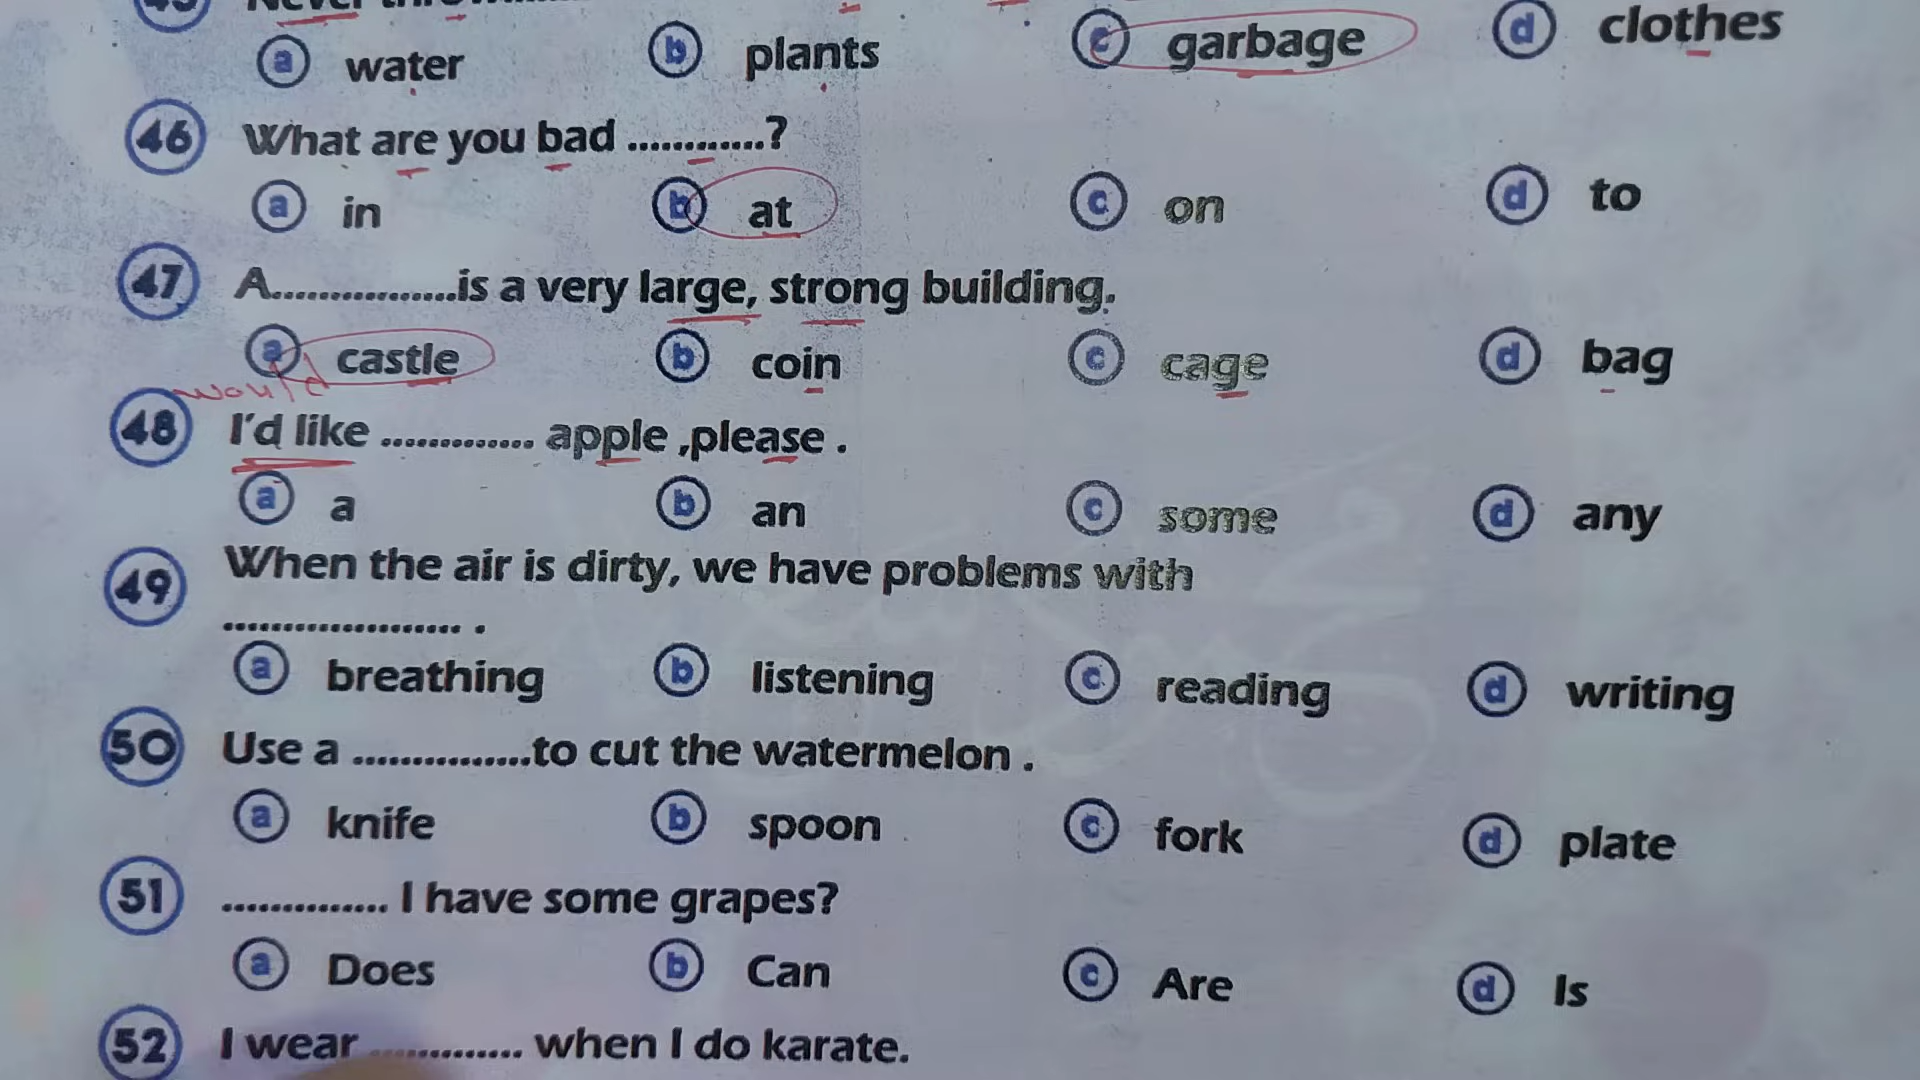 45 Never
a water b plants c garbage d clothes
46 What are you bad ............?
a in b at c on d to
47 A................is a very large, strong building.
a castle b coin c cage d bag
would
48 I'd like ............. apple ,please .
a a b an c some d any
49 When the air is dirty, we have problems with
.................... .
a breathing b listening c reading d writing
50 Use a ...............to cut the watermelon .
a knife b spoon c fork d plate
51 .............. I have some grapes?
a Does b Can c Are d Is
52 I wear ............. when I do karate.